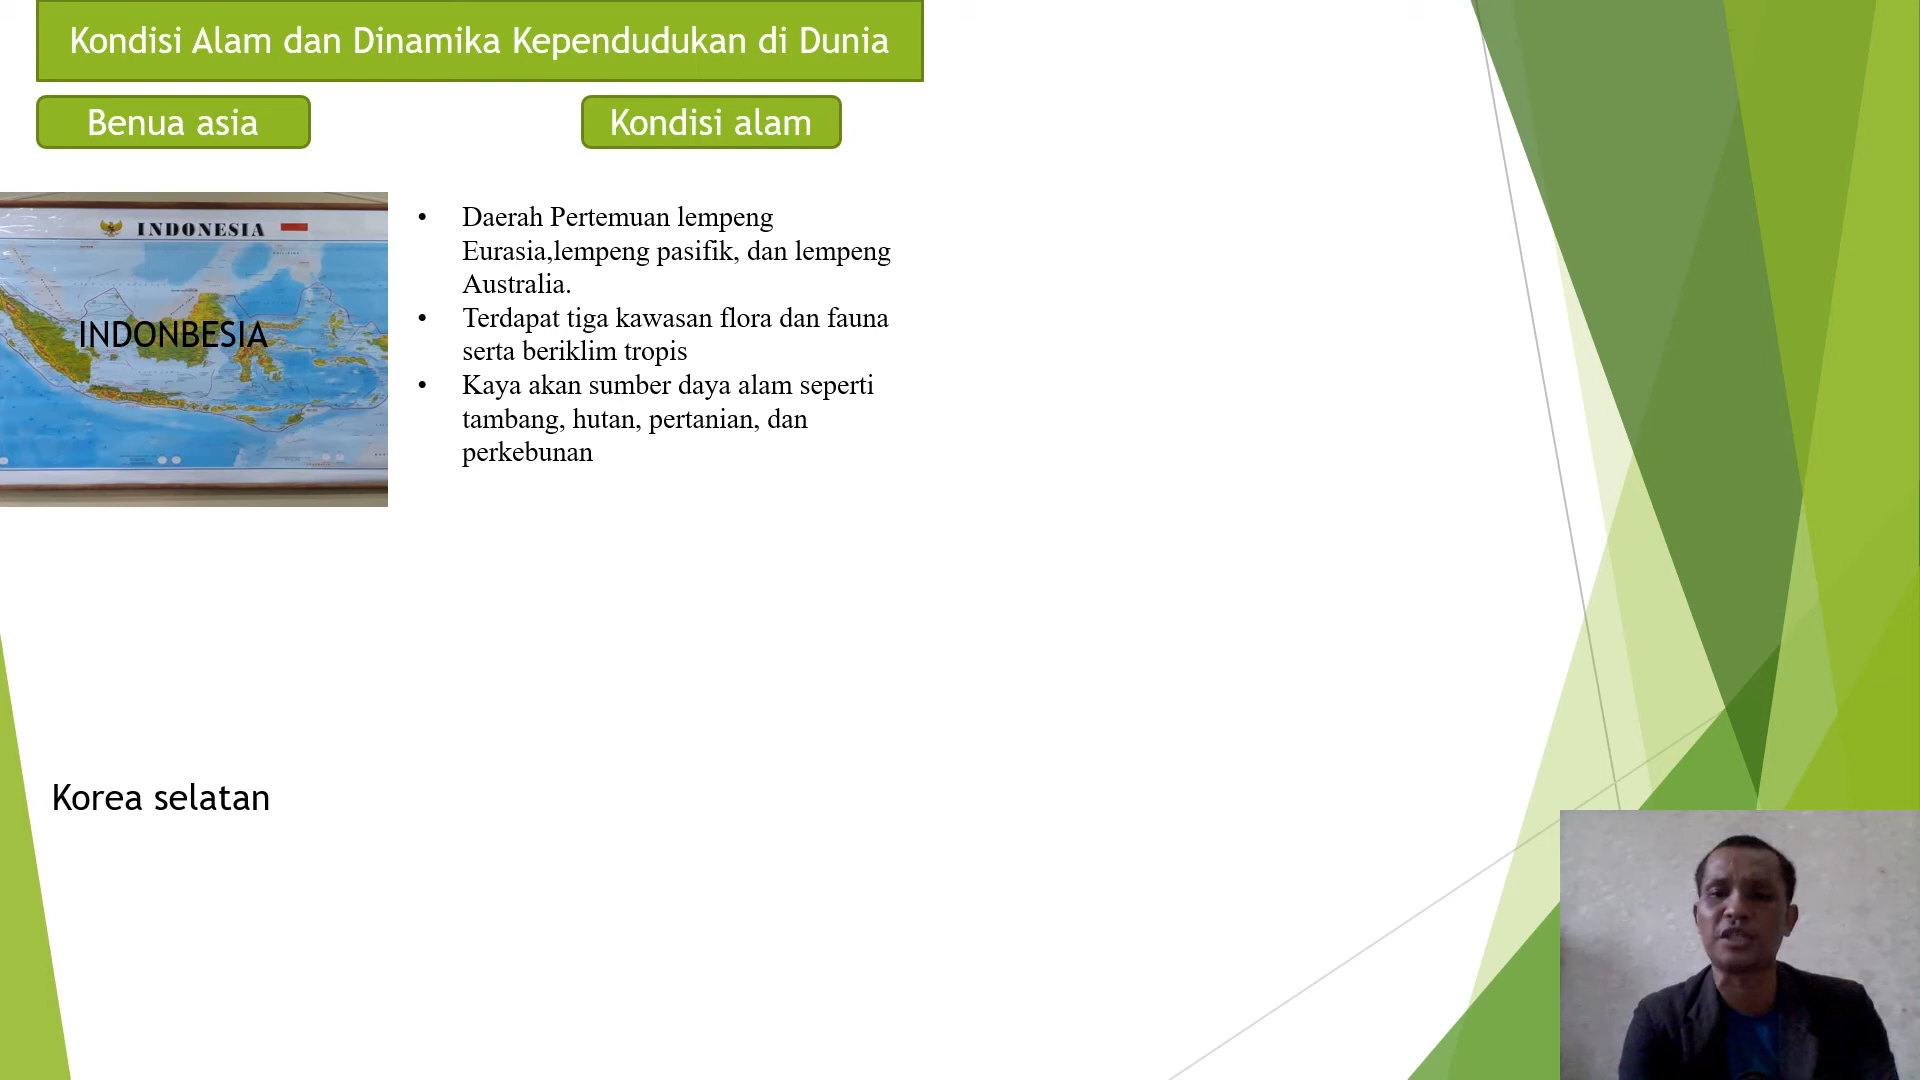 Kondisi Alam dan Dinamika Kependudukan di Dunia
Benua asia
Kondisi alam
INDONESIA
INDONBESIA
• Daerah Pertemuan lempeng
Eurasia,lempeng pasifik, dan lempeng
Australia.
• Terdapat tiga kawasan flora dan fauna
serta beriklim tropis
• Kaya akan sumber daya alam seperti
tambang, hutan, pertanian, dan
perkebunan
Korea selatan